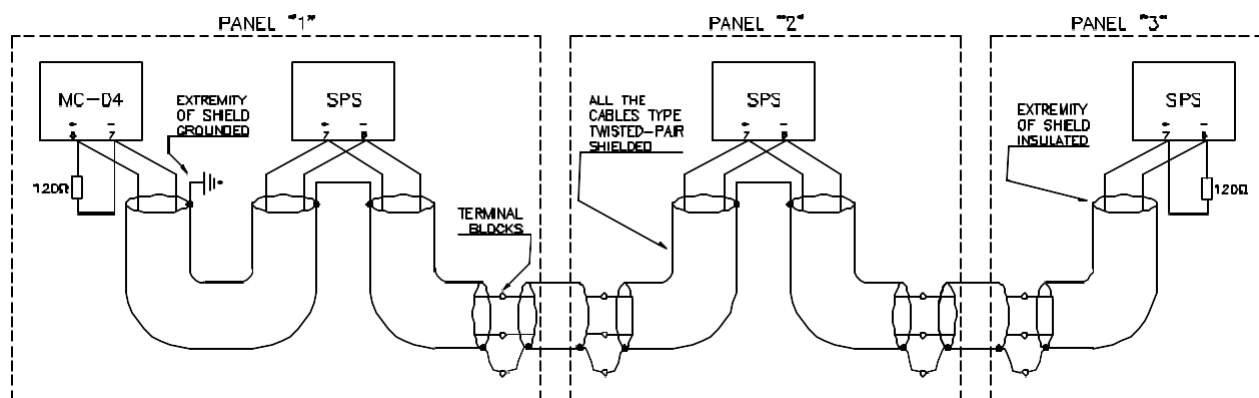 PANEL "1"
PANEL "2"
PANEL "3"
MC-04
+ -
EXTREMITY
OF SHIELD
GROUNDED
SPS
+ -
ALL THE
CABLES TYPE
TWISTED-PAIR
SHIELDED
SPS
+ -
EXTREMITY
OF SHIELD
INSULATED
SPS
+ -
120Ω
120Ω
TERMINAL
BLOCKS